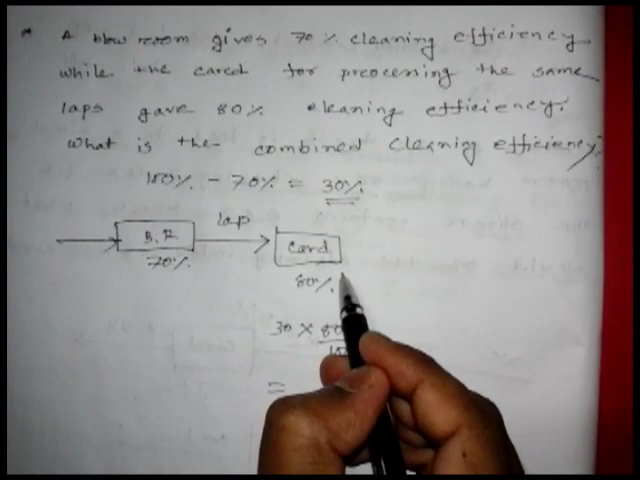 * A blow room gives 70% cleaning efficiency
while the card for processing the same
laps gave 80% cleaning efficiency.
What is the combined cleaning efficiency?
100% - 70% = 30%
B.R lap Card
70% 80%
30 × 80
=